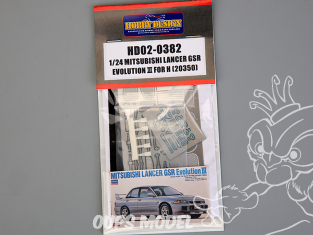 HOBBY DESIGN
HD02-0382
1/24 MITSUBISHI LANCER GSR
EVOLUTION III FOR H (20350)
MITSUBISHI LANCER GSR Evolution III
MODEL